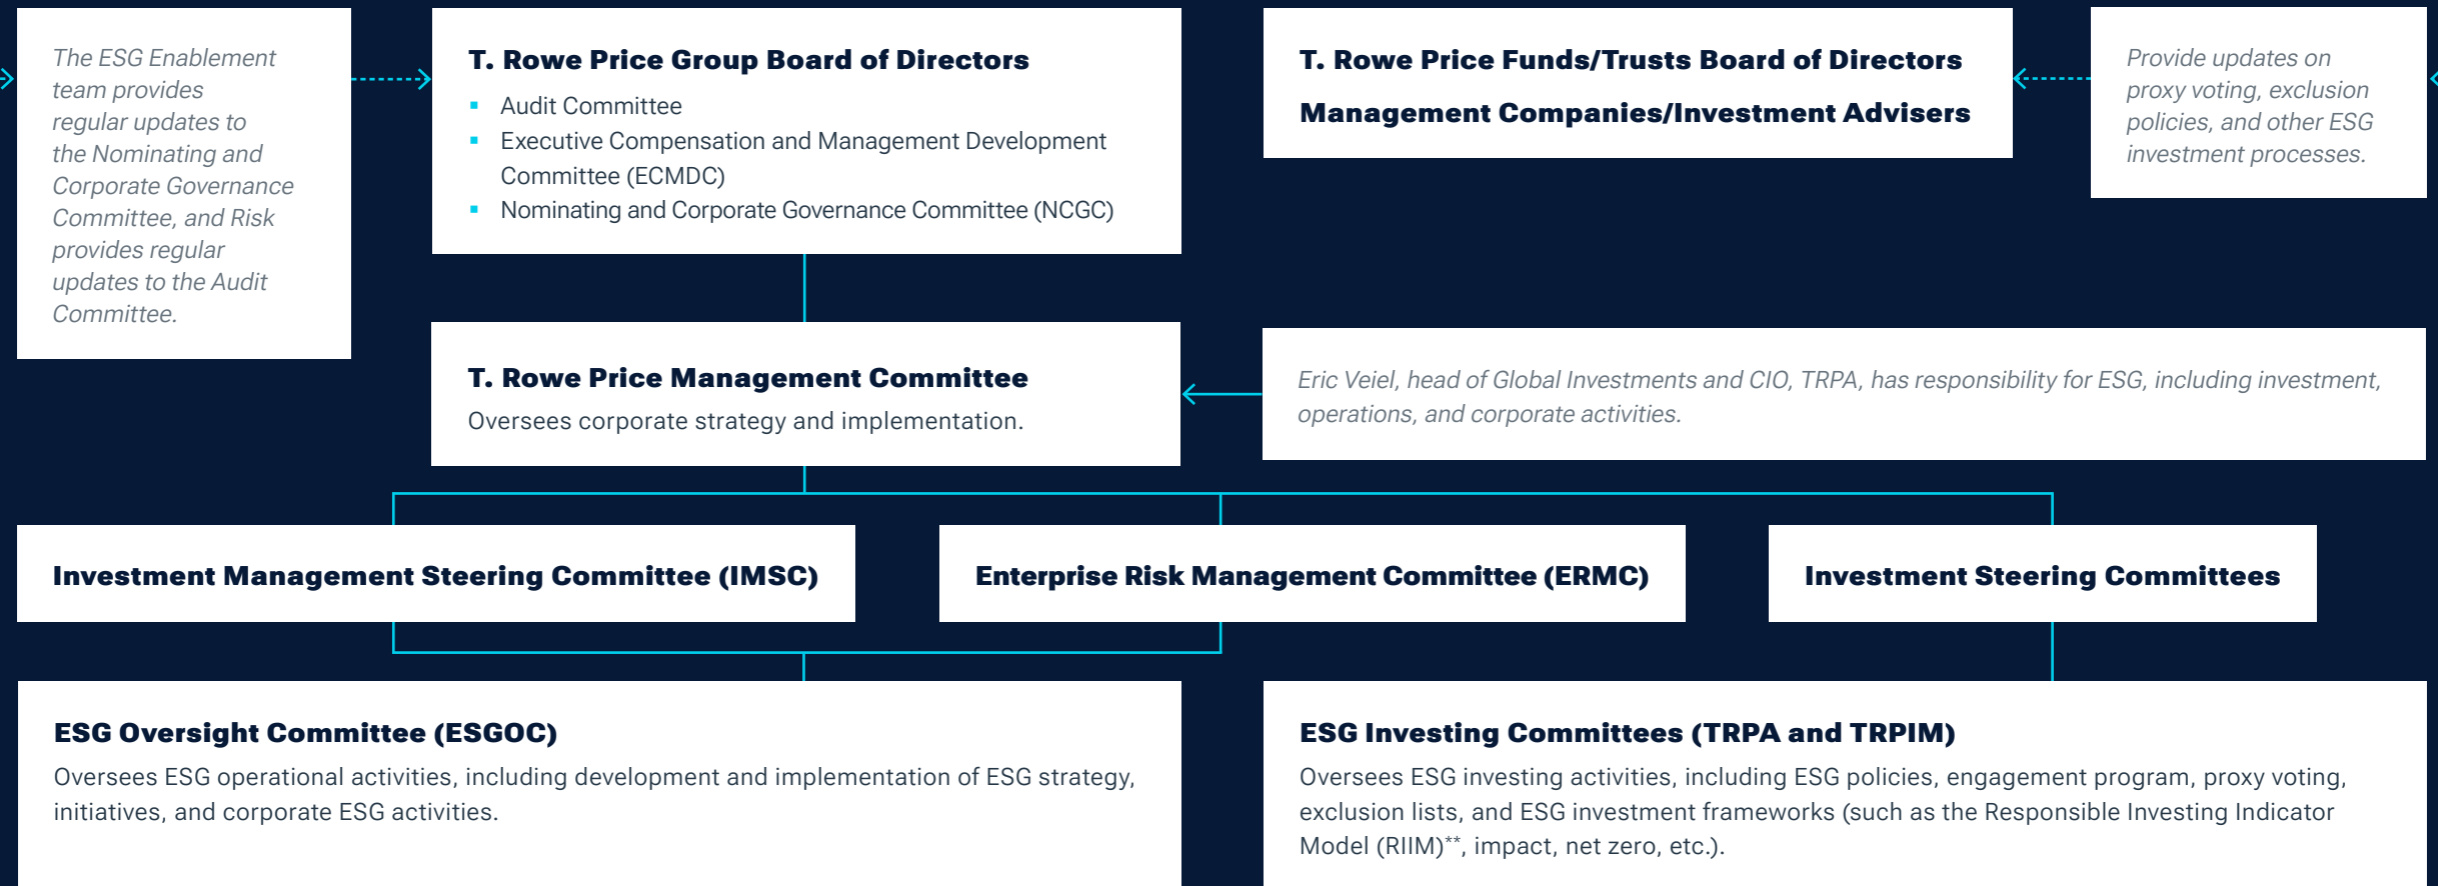 The ESG Enablement
team provides
regular updates to
the Nominating and
Corporate Governance
Committee, and Risk
provides regular
updates to the Audit
Committee.
T. Rowe Price Group Board of Directors
▪ Audit Committee
▪ Executive Compensation and Management Development
Committee (ECMDC)
▪ Nominating and Corporate Governance Committee (NCGC)
T. Rowe Price Funds/Trusts Board of Directors
Management Companies/Investment Advisers
Provide updates on
proxy voting, exclusion
policies, and other ESG
investment processes.
T. Rowe Price Management Committee
Oversees corporate strategy and implementation.
Eric Veiel, head of Global Investments and CIO, TRPA, has responsibility for ESG, including investment,
operations, and corporate activities.
Investment Management Steering Committee (IMSC)
Enterprise Risk Management Committee (ERMC)
Investment Steering Committees
ESG Oversight Committee (ESGOC)
Oversees ESG operational activities, including development and implementation of ESG strategy,
initiatives, and corporate ESG activities.
ESG Investing Committees (TRPA and TRPIM)
Oversees ESG investing activities, including ESG policies, engagement program, proxy voting,
exclusion lists, and ESG investment frameworks (such as the Responsible Investing Indicator
Model (RIIM)**, impact, net zero, etc.).